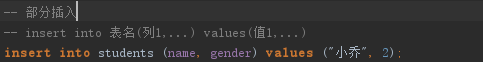 -- 部分插入
-- insert into 表名(列1,...) values(值1,...)
insert into students (name, gender) values ("小乔", 2);